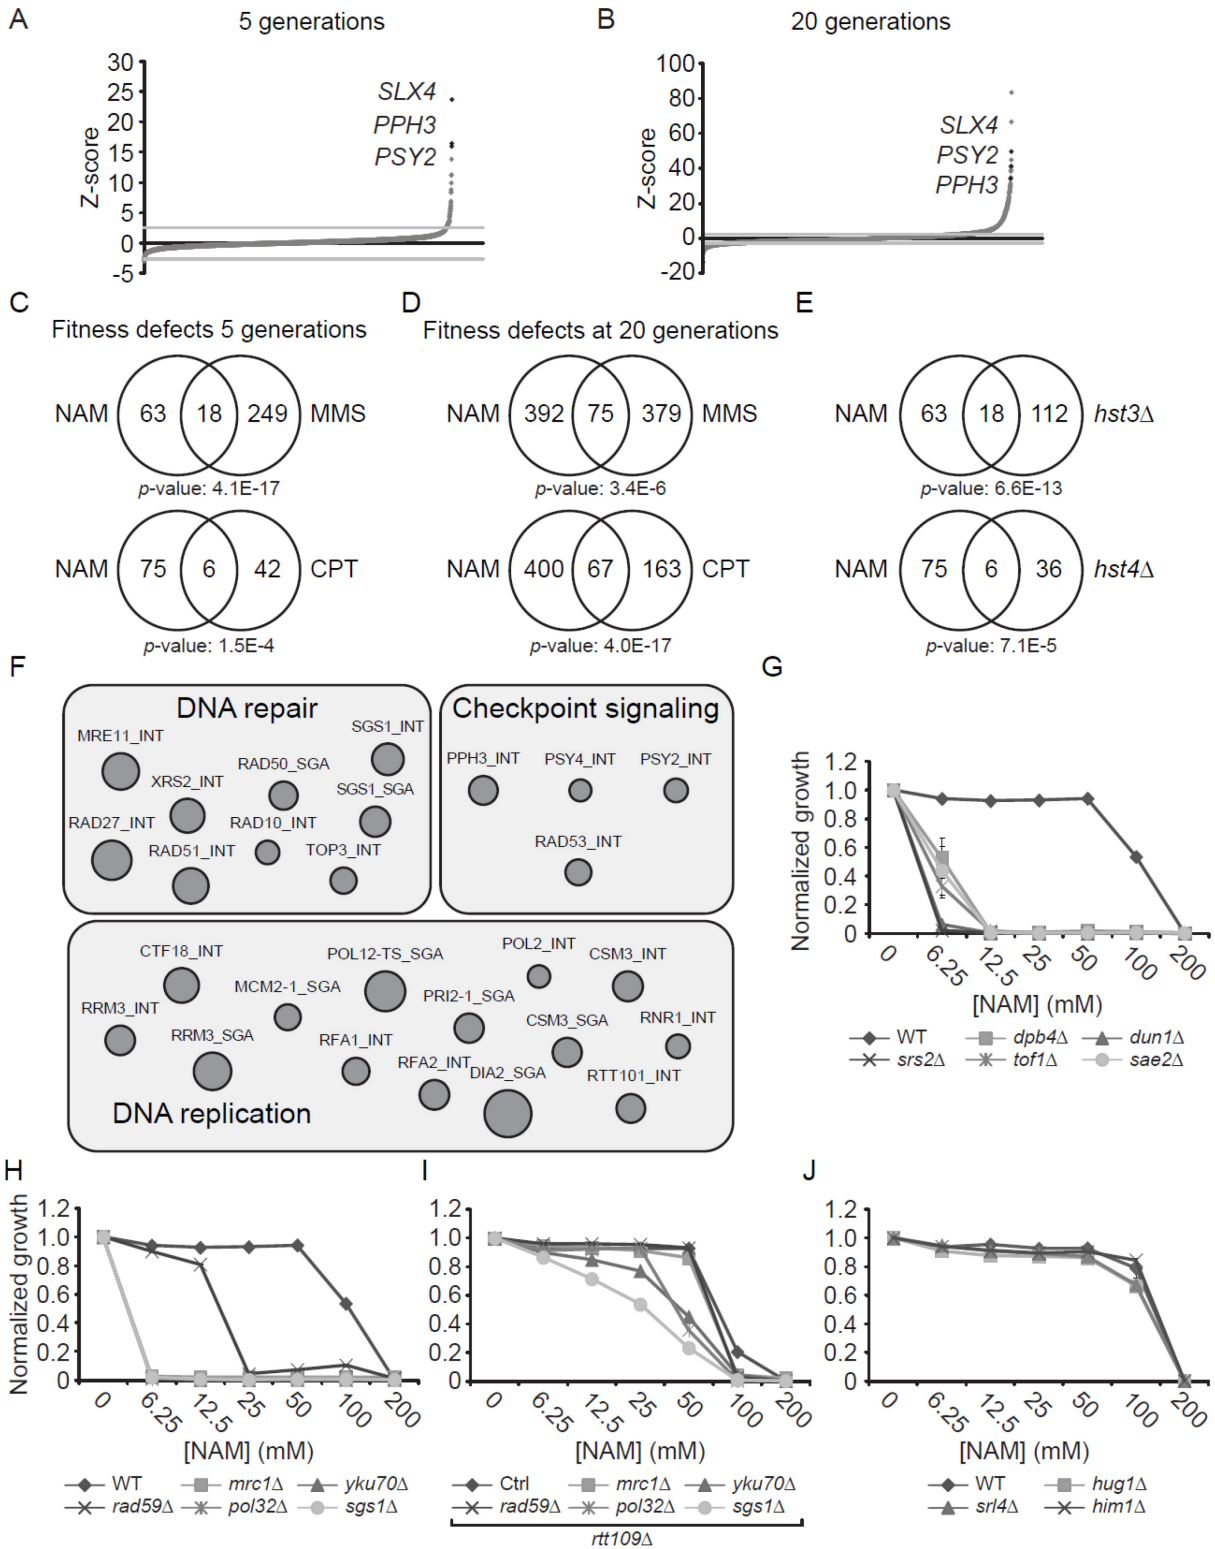 A
5 generations
B
20 generations
Z-score
30
25
20
15
10
5
0
-5
SLX4
PPH3
PSY2
Z-score
100
80
60
40
20
0
-20
SLX4
PSY2
PPH3
C
D
E
Fitness defects 5 generations
Fitness defects at 20 generations
NAM 63 18 249 MMS
p-value: 4.1E-17
NAM 392 75 379 MMS
p-value: 3.4E-6
NAM 63 18 112 hst3Δ
p-value: 6.6E-13
NAM 75 6 42 CPT
p-value: 1.5E-4
NAM 400 67 163 CPT
p-value: 4.0E-17
NAM 75 6 36 hst4Δ
p-value: 7.1E-5
F
DNA repair
MRE11_INT
SGS1_INT
XRS2_INT
RAD50_SGA
SGS1_SGA
RAD27_INT
RAD10_INT
RAD51_INT
TOP3_INT
Checkpoint signaling
PPH3_INT
PSY4_INT
PSY2_INT
RAD53_INT
CTF18_INT
POL12-TS_SGA
POL2_INT
CSM3_INT
MCM2-1_SGA
PRI2-1_SGA
RRM3_INT
RRM3_SGA
RFA1_INT
CSM3_SGA
RNR1_INT
RFA2_INT
DIA2_SGA
RTT101_INT
DNA replication
G
Normalized growth
1.2
1.0
0.8
0.6
0.4
0.2
0
0
6.25
12.5
25
50
100
200
[NAM] (mM)
WT
dpb4Δ
dun1Δ
srs2Δ
tof1Δ
sae2Δ
H
Normalized growth
1.2
1.0
0.8
0.6
0.4
0.2
0
0
6.25
12.5
25
50
100
200
[NAM] (mM)
WT
mrc1Δ
yku70Δ
rad59Δ
pol32Δ
sgs1Δ
I
1.2
1.0
0.8
0.6
0.4
0.2
0
0
6.25
12.5
25
50
100
200
[NAM] (mM)
Ctrl
mrc1Δ
yku70Δ
rad59Δ
pol32Δ
sgs1Δ
rtt109Δ
J
1.2
1.0
0.8
0.6
0.4
0.2
0
0
6.25
12.5
25
50
100
200
[NAM] (mM)
WT
hug1Δ
srl4Δ
him1Δ